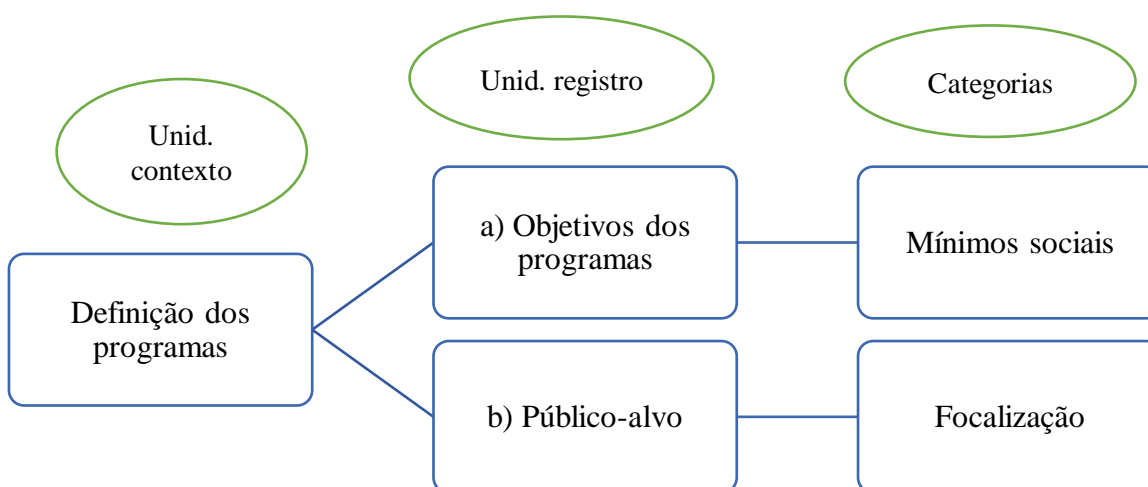 Unid.
contexto
Unid. registro
Categorias
Definição dos
programas
a) Objetivos dos
programas
Mínimos sociais
b) Público-alvo
Focalização